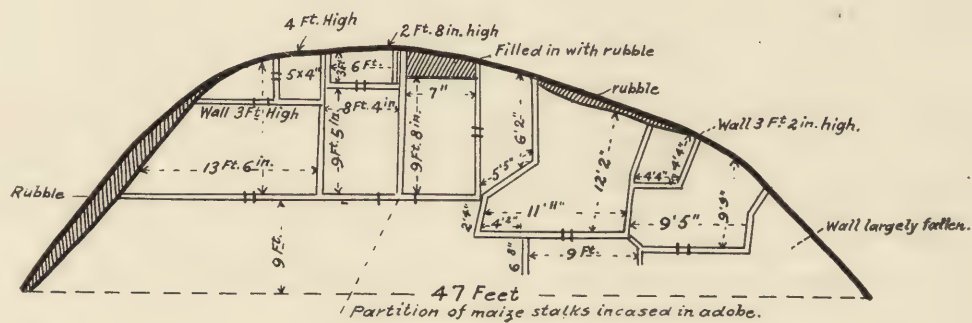 4 Ft. High
2 Ft. 8 in. high
Filled in with rubble
5x4"
3 Ft.
6 Ft.
rubble
Wall 3 Ft High
8 Ft. 4 in.
7"
6'2"
Wall 3 Ft 2 in. high.
9 Ft. 5 in.
9 Ft. 8 in.
13 Ft. 6 in.
5'5"
12'2"
4'4"
4'4"
Rubble
2'4"
11'11"
4'2"
9'5"
9'9"
Wall largely fallen.
9 Ft.
6'8"
9 Ft.
47 Feet
Partition of maize stalks incased in adobe.